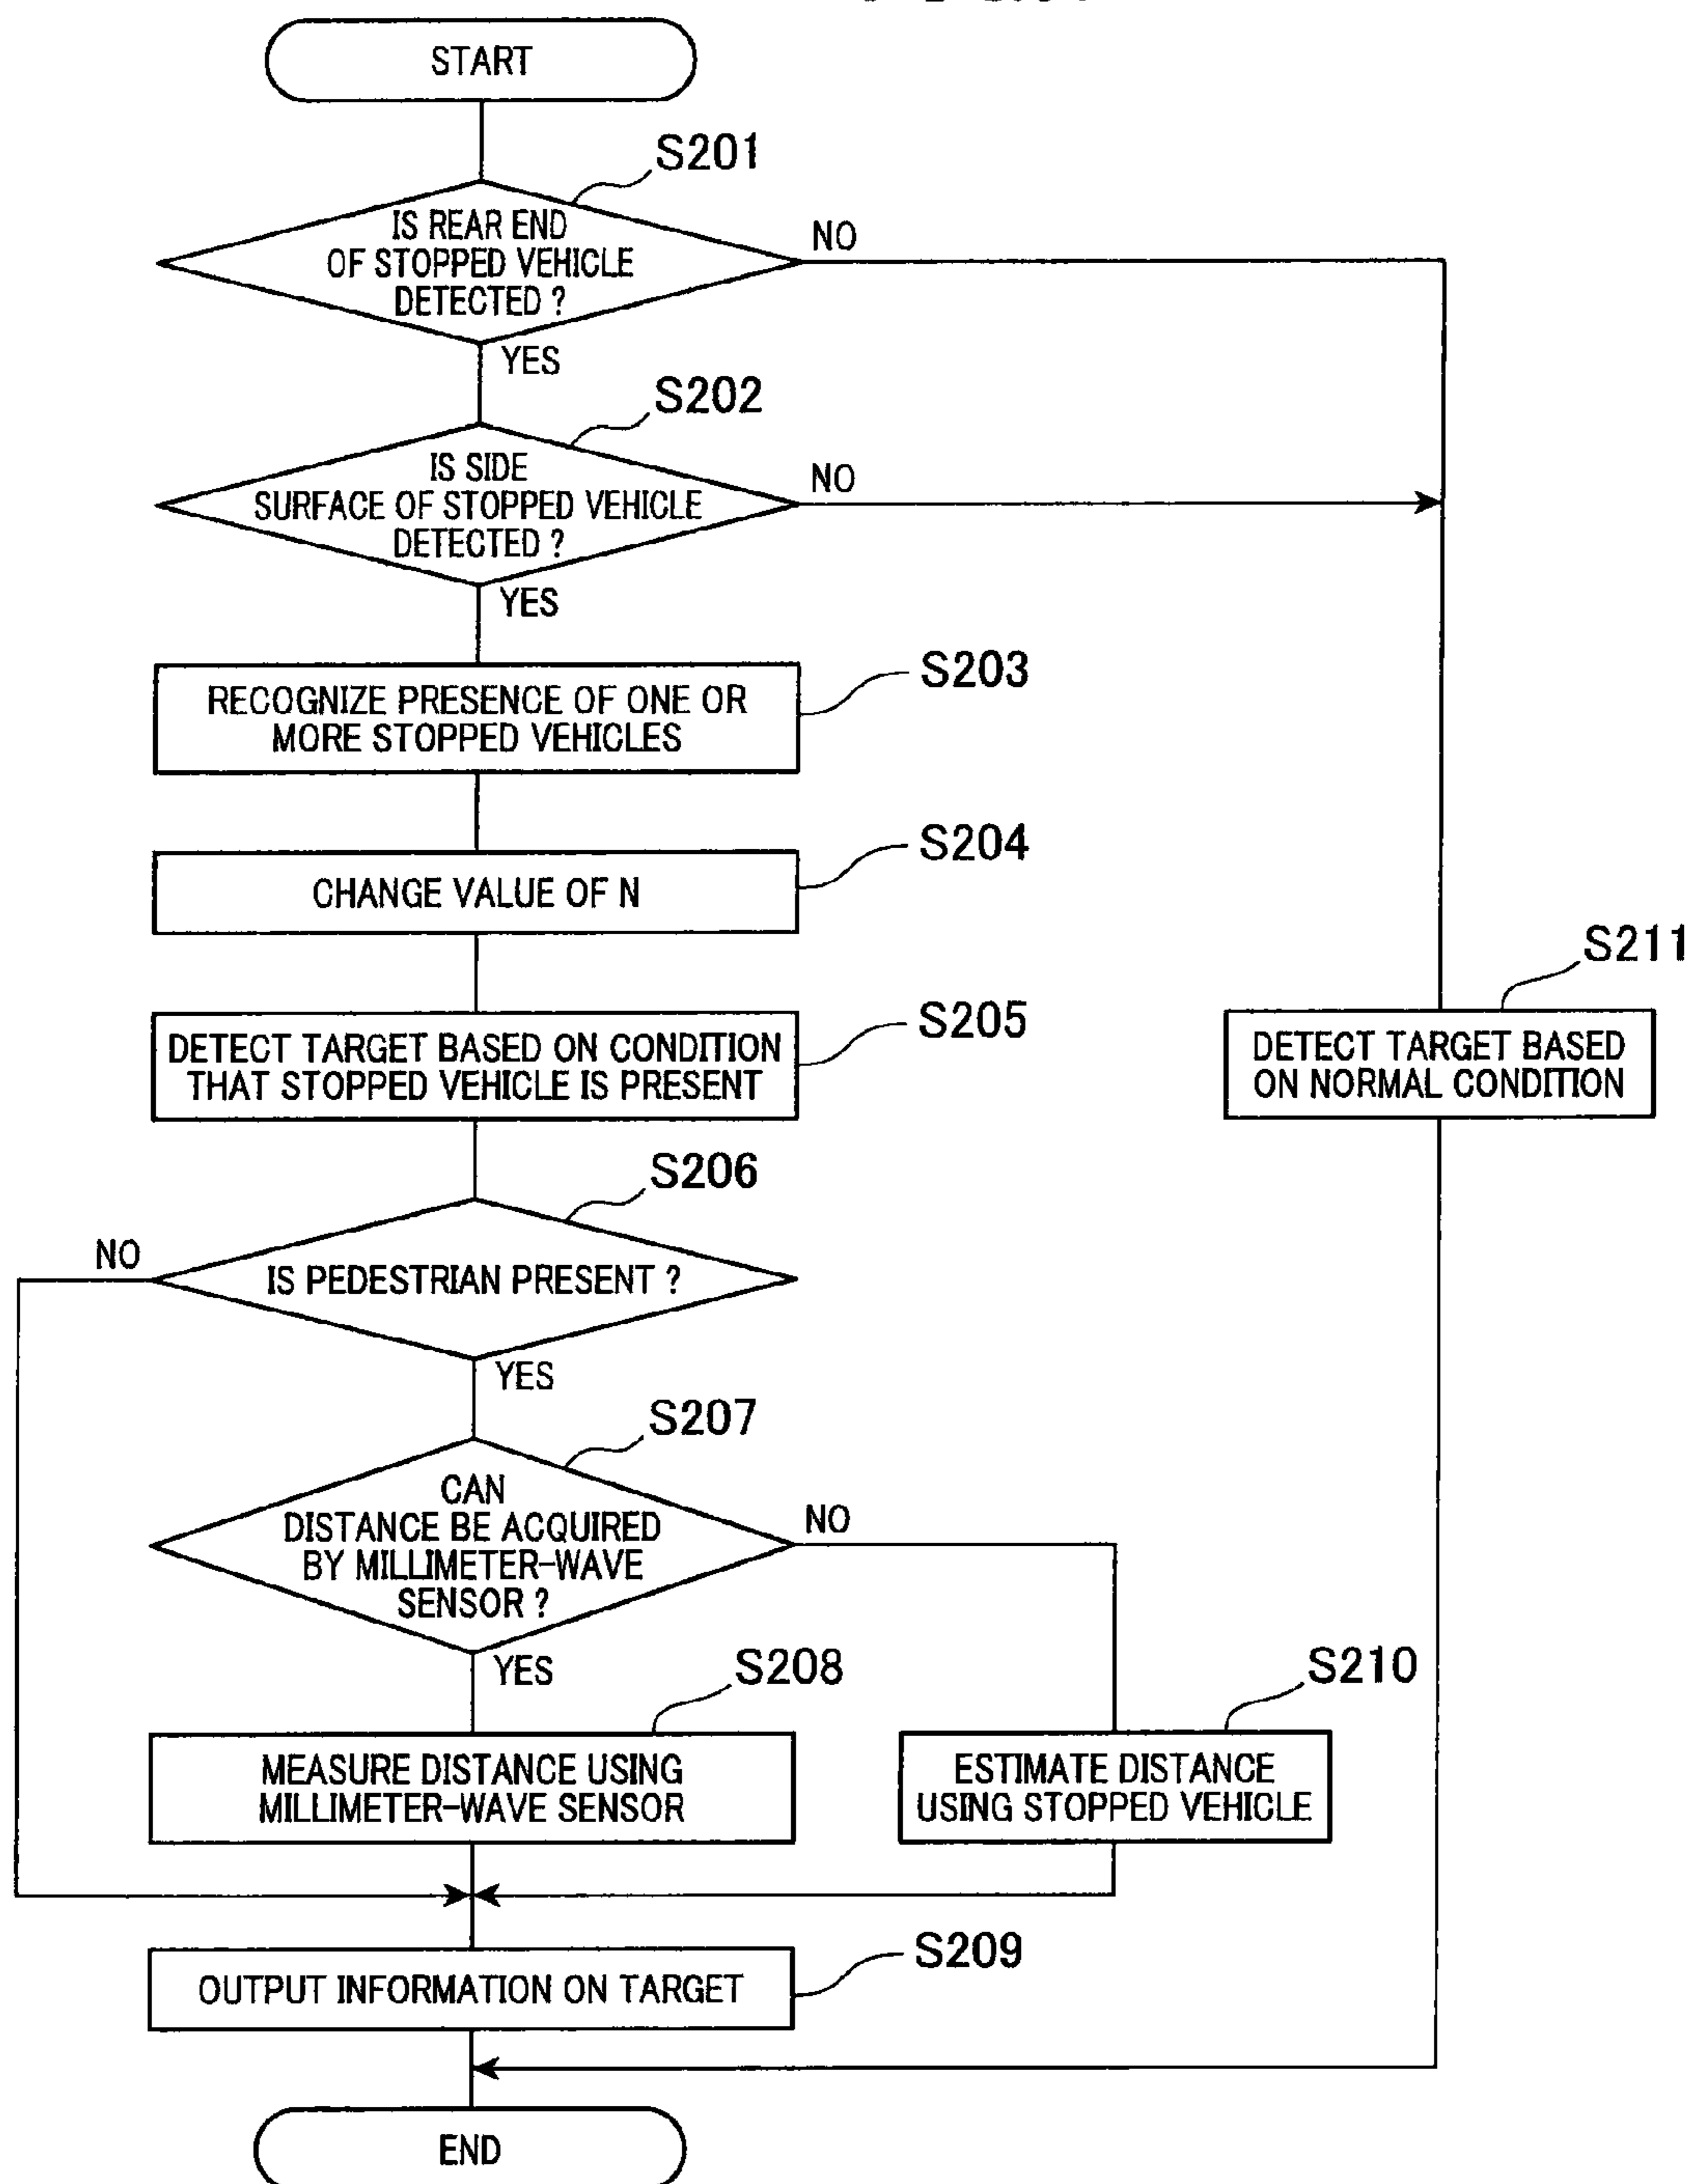 START
S201
IS REAR END
OF STOPPED VEHICLE
DETECTED ?
NO
YES
S202
IS SIDE
SURFACE OF STOPPED VEHICLE
DETECTED ?
NO
YES
S203
RECOGNIZE PRESENCE OF ONE OR
MORE STOPPED VEHICLES
S204
CHANGE VALUE OF N
S205
DETECT TARGET BASED ON CONDITION
THAT STOPPED VEHICLE IS PRESENT
S211
DETECT TARGET BASED
ON NORMAL CONDITION
S206
IS PEDESTRIAN PRESENT ?
NO
YES
S207
CAN
DISTANCE BE ACQUIRED
BY MILLIMETER-WAVE
SENSOR ?
NO
YES
S208
MEASURE DISTANCE USING
MILLIMETER-WAVE SENSOR
S210
ESTIMATE DISTANCE
USING STOPPED VEHICLE
S209
OUTPUT INFORMATION ON TARGET
END